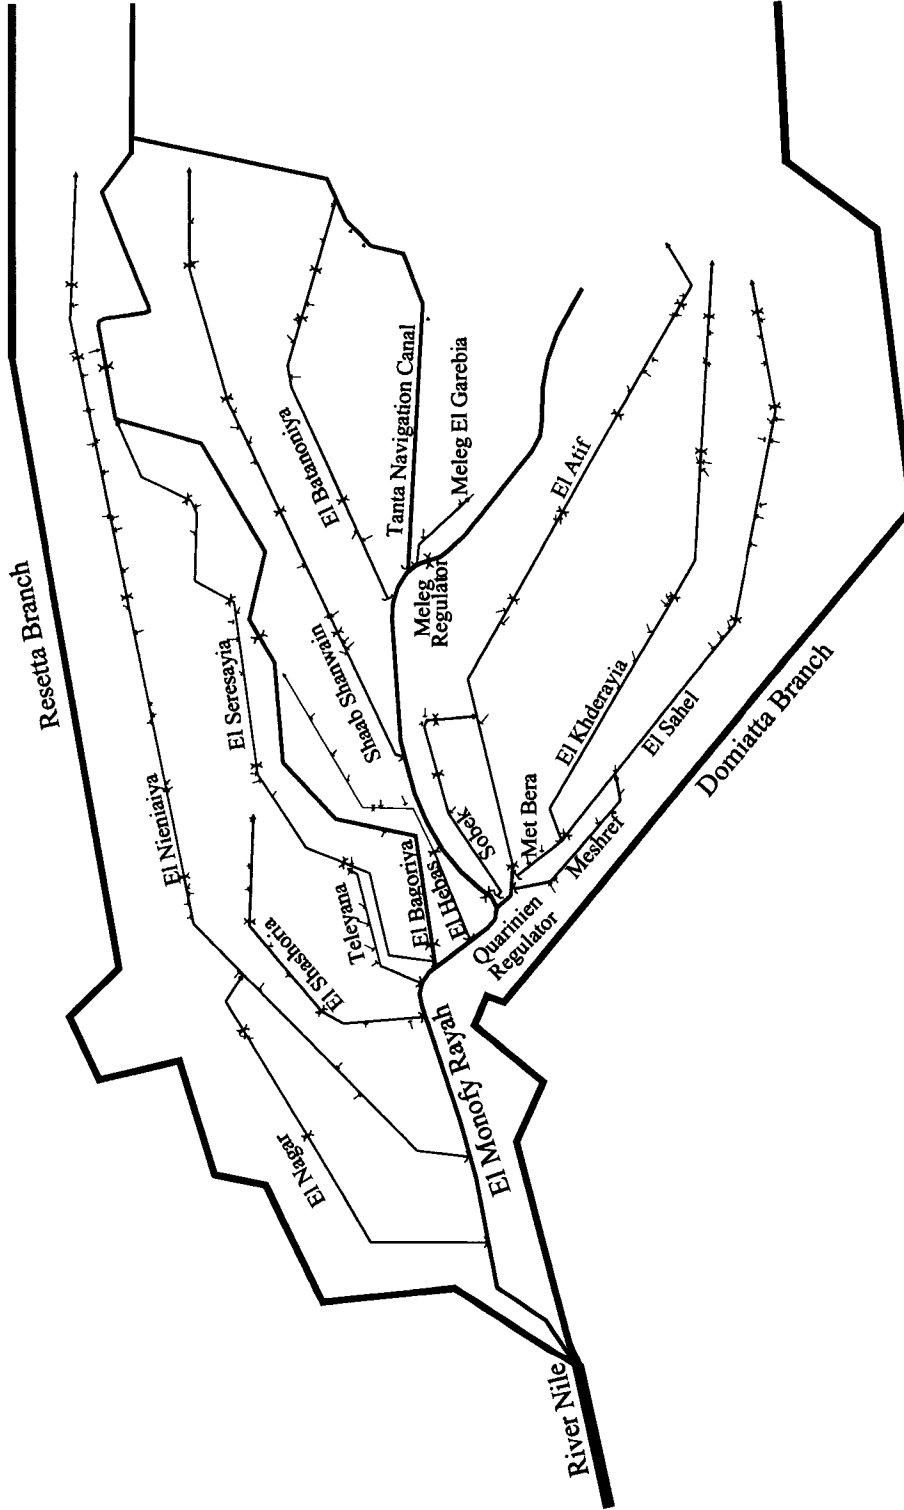 Resetta Branch
El Nieniaiya
El Seresayia
Shaab Shanwain
El Batanoniya
Tanta Navigation Canal
Meleg El Garebia
Meleg
Regulator
El Atif
El Khderayia
El Sahel
Domiatta Branch
Met Bera
Meshref
Sobek
El Hebas
El Bagoriya
Teleyana
El Shashoria
Quarinien
Regulator
El Monofy Rayah
El Nagar
River Nile